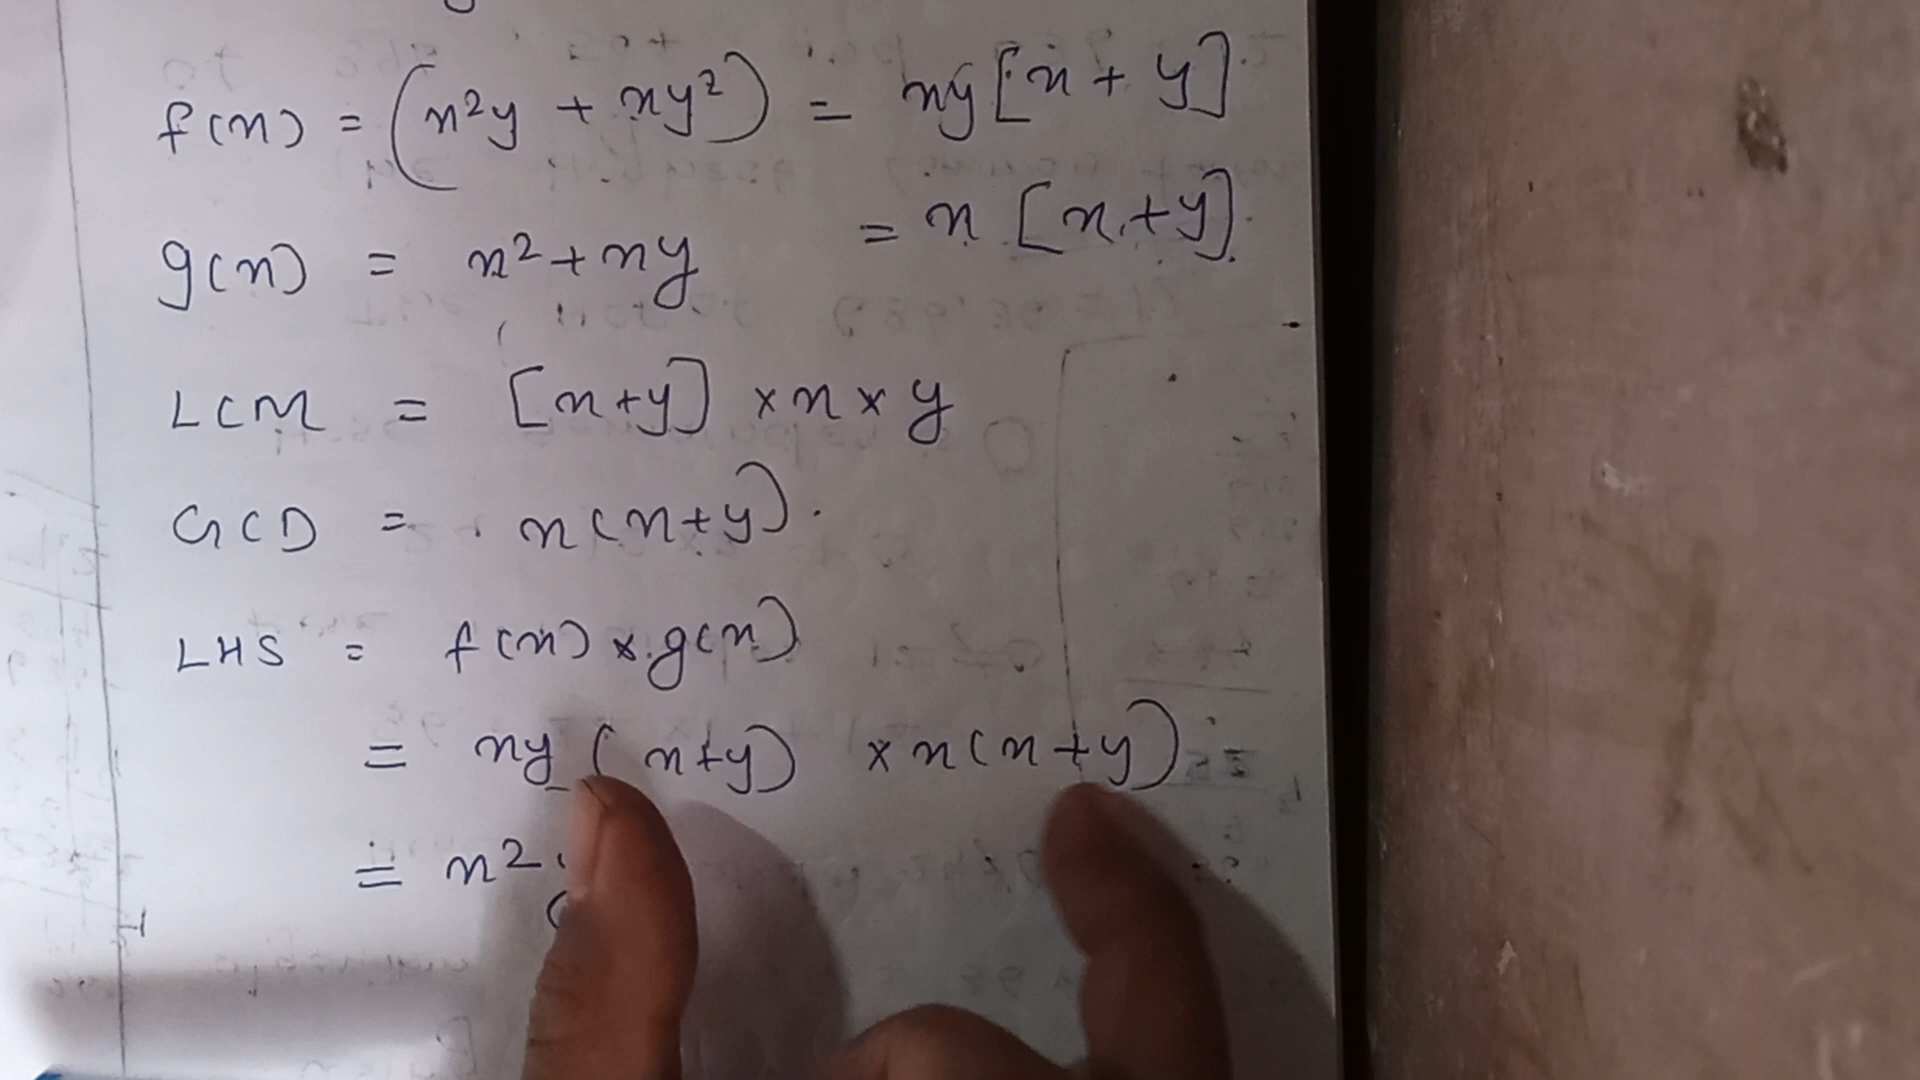 f(x) = (x²y + xy²) = xy[x + y]
g(x) = x² + xy = x[x+y]
LCM = [x+y] × x × y
GCD = x(x+y).
LHS = f(x) × g(x)
= xy(x+y) × x(x+y)
= x²